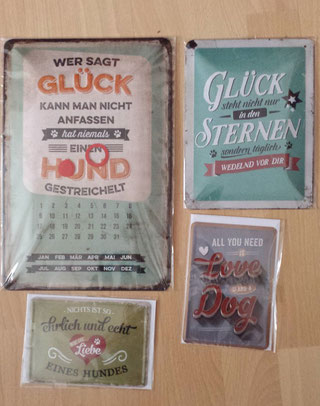 WER SAGT
GLÜCK
KANN MAN NICHT
ANFASSEN
hat niemals
EINEN
HUND
GESTREICHELT
JAN FEB MÄR APR MAI JUN
JUL AUG SEP OKT NOV DEZ
GLÜCK
steht nicht nur
in den
STERNEN
sondern täglich
WEDELND VOR DIR
ALL YOU NEED
IS
Love
AND A
Dog
NICHTS IST SO
Ehrlich und echt
Liebe
EINES HUNDES